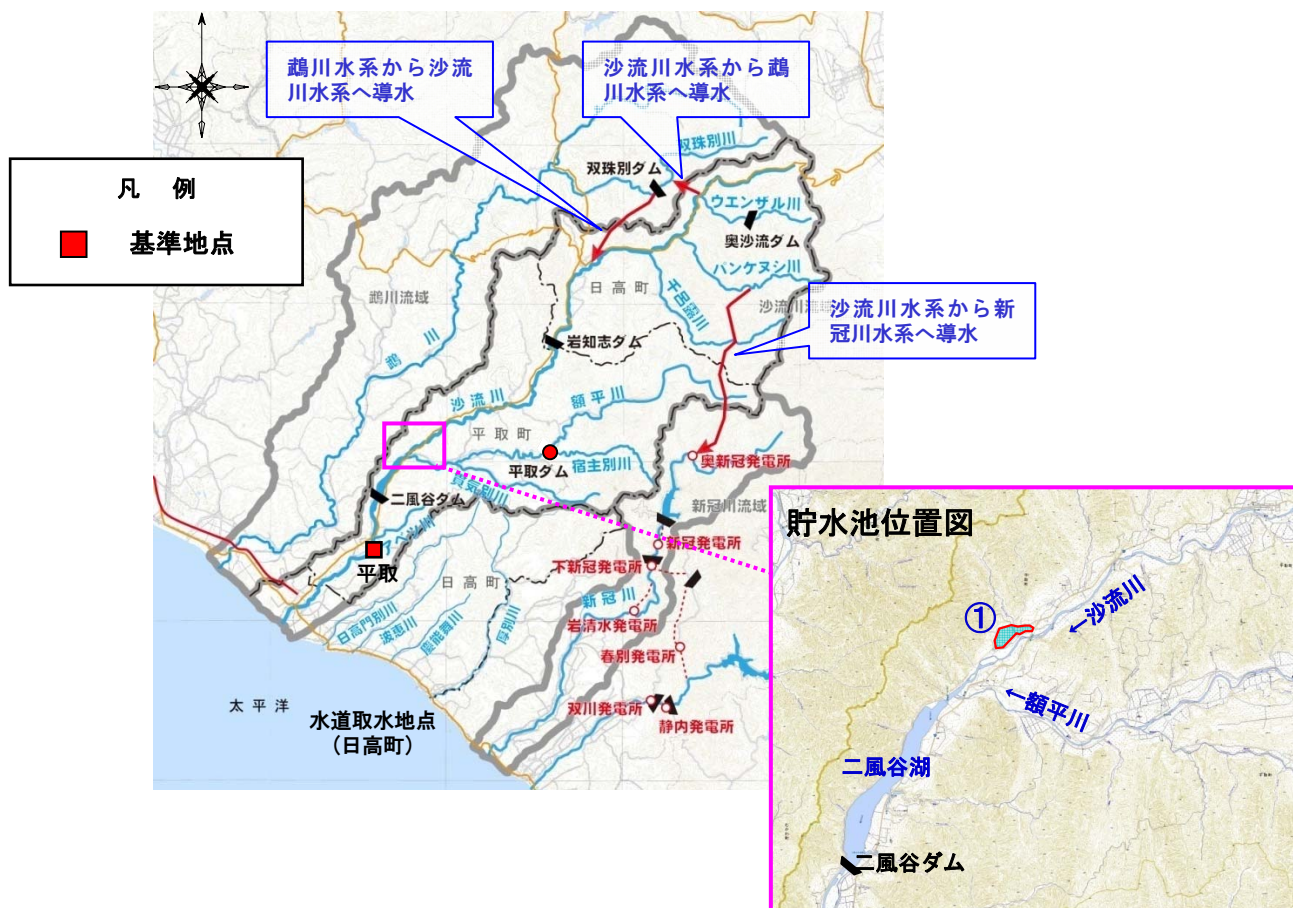 鵡川水系から沙流
川水系へ導水
沙流川水系から鵡
川水系へ導水
凡 例
基準地点
双珠別川
双珠別ダム
ウエンザル川
奥沙流ダム
パンケヌシ川
日高町
千呂露川
沙流川流域
沙流川水系から新
冠川水系へ導水
鵡川流域
岩知志ダム
鵡川
沙流川
額平川
平取町
平取ダム
宿主別川
奥新冠発電所
貫気別川
二風谷ダム
新冠川流域
新冠発電所
平取
日高町
下新冠発電所
新冠川
日高門別川
波恵川
慶能舞川
厚別川
岩清水発電所
春別発電所
太平洋
水道取水地点
(日高町)
双川発電所
静内発電所
貯水池位置図
①
←沙流川
←額平川
二風谷湖
二風谷ダム